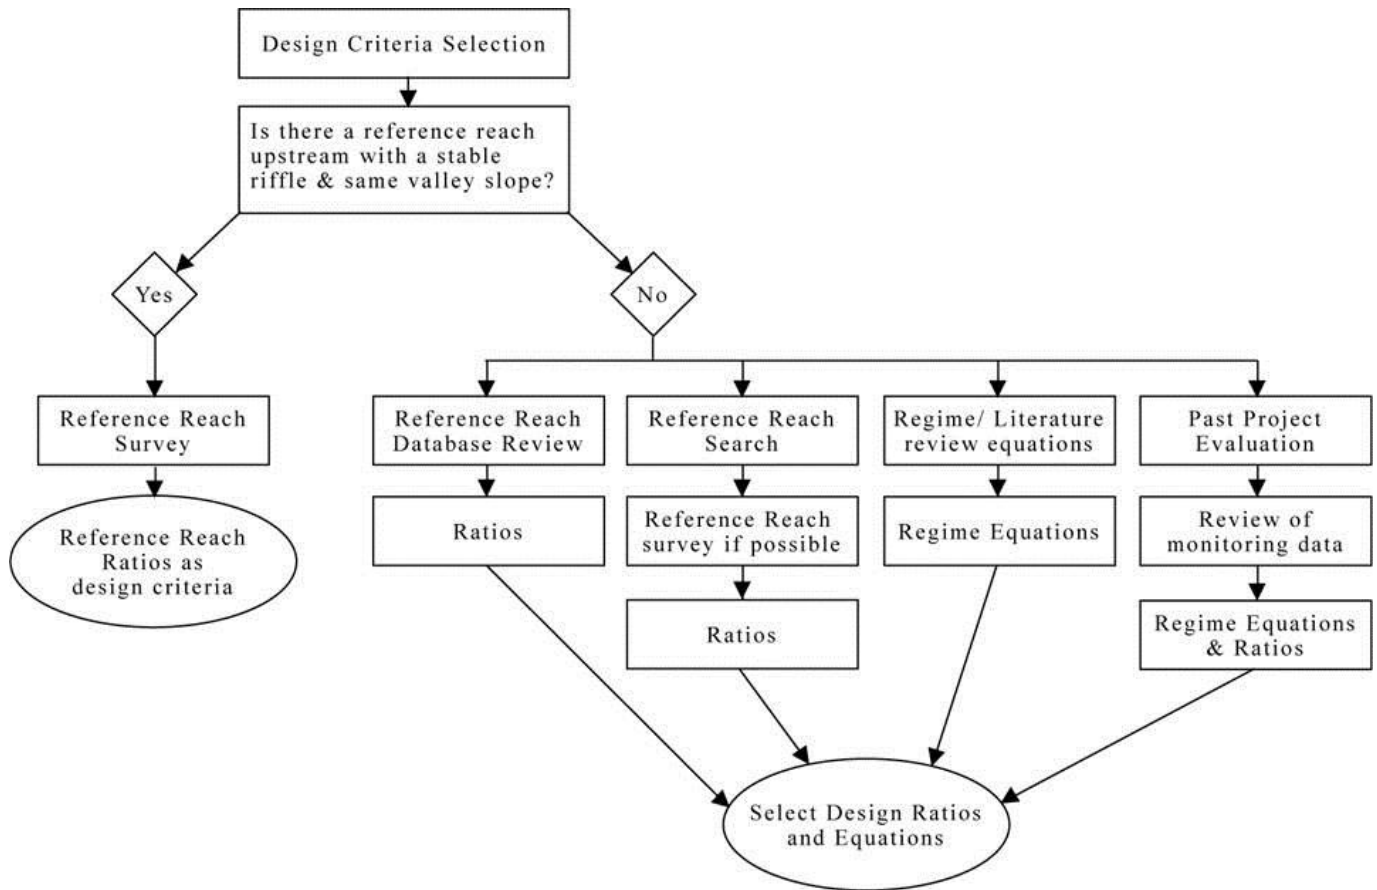 Design Criteria Selection
Is there a reference reach
upstream with a stable
riffle & same valley slope?
Yes
No
Reference Reach
Survey
Reference Reach
Ratios as
design criteria
Reference Reach
Database Review
Ratios
Reference Reach
Search
Reference Reach
survey if possible
Ratios
Regime/ Literature
review equations
Regime Equations
Past Project
Evaluation
Review of
monitoring data
Regime Equations
& Ratios
Select Design Ratios
and Equations